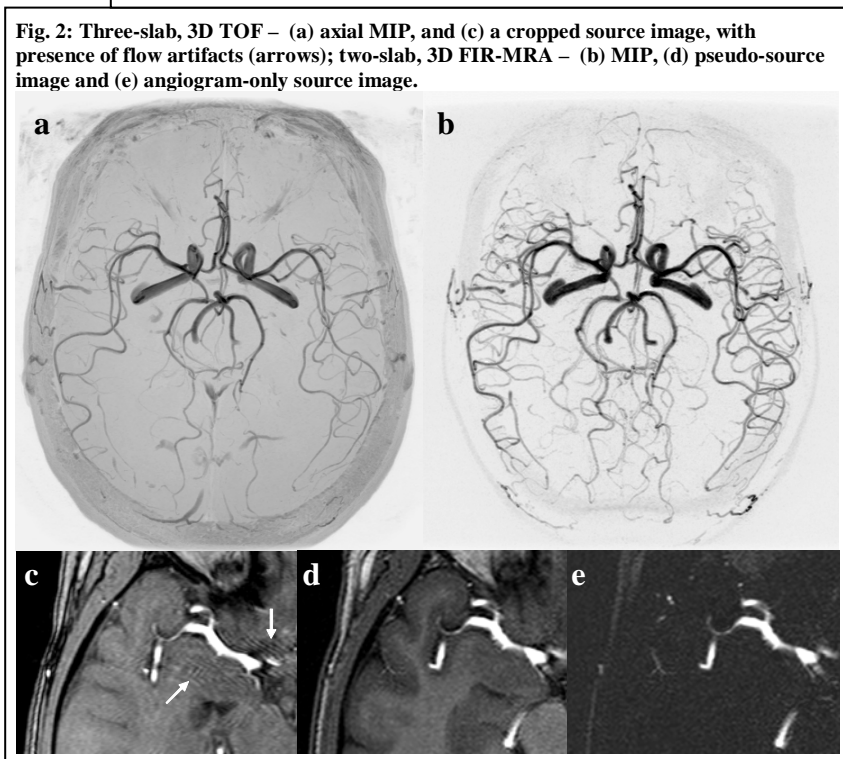 Fig. 2: Three-slab, 3D TOF – (a) axial MIP, and (c) a cropped source image, with
presence of flow artifacts (arrows); two-slab, 3D FIR-MRA – (b) MIP, (d) pseudo-source
image and (e) angiogram-only source image.
a
b
c
d
e